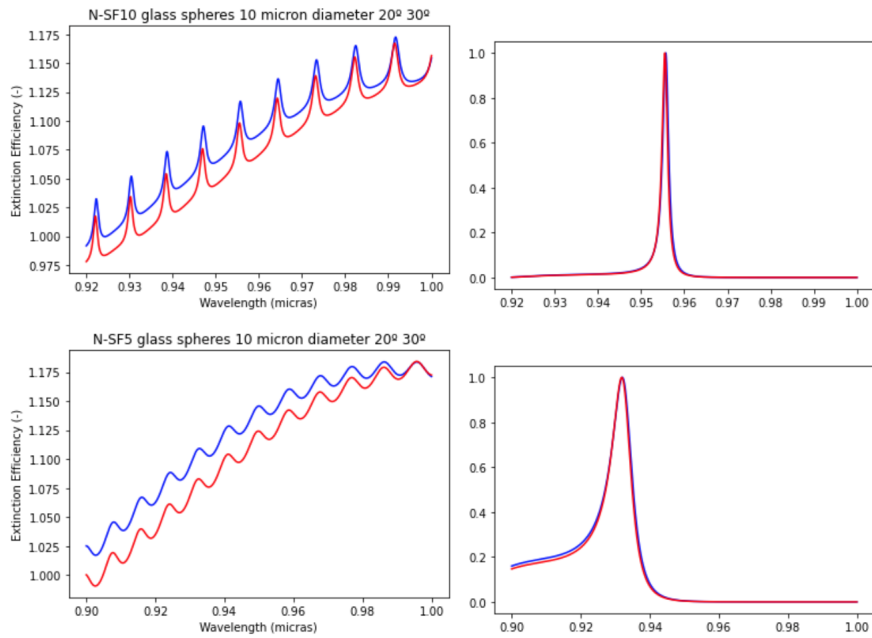 N-SF10 glass spheres 10 micron diameter 20º 30º
Extinction Efficiency (-)
1.175
1.150
1.125
1.100
1.075
1.050
1.025
1.000
0.975
0.92 0.93 0.94 0.95 0.96 0.97 0.98 0.99 1.00
Wavelength (micras)
1.0
0.8
0.6
0.4
0.2
0.0
0.92 0.93 0.94 0.95 0.96 0.97 0.98 0.99 1.00
N-SF5 glass spheres 10 micron diameter 20º 30º
Extinction Efficiency (-)
1.175
1.150
1.125
1.100
1.075
1.050
1.025
1.000
0.90 0.92 0.94 0.96 0.98 1.00
Wavelength (micras)
1.0
0.8
0.6
0.4
0.2
0.0
0.90 0.92 0.94 0.96 0.98 1.00